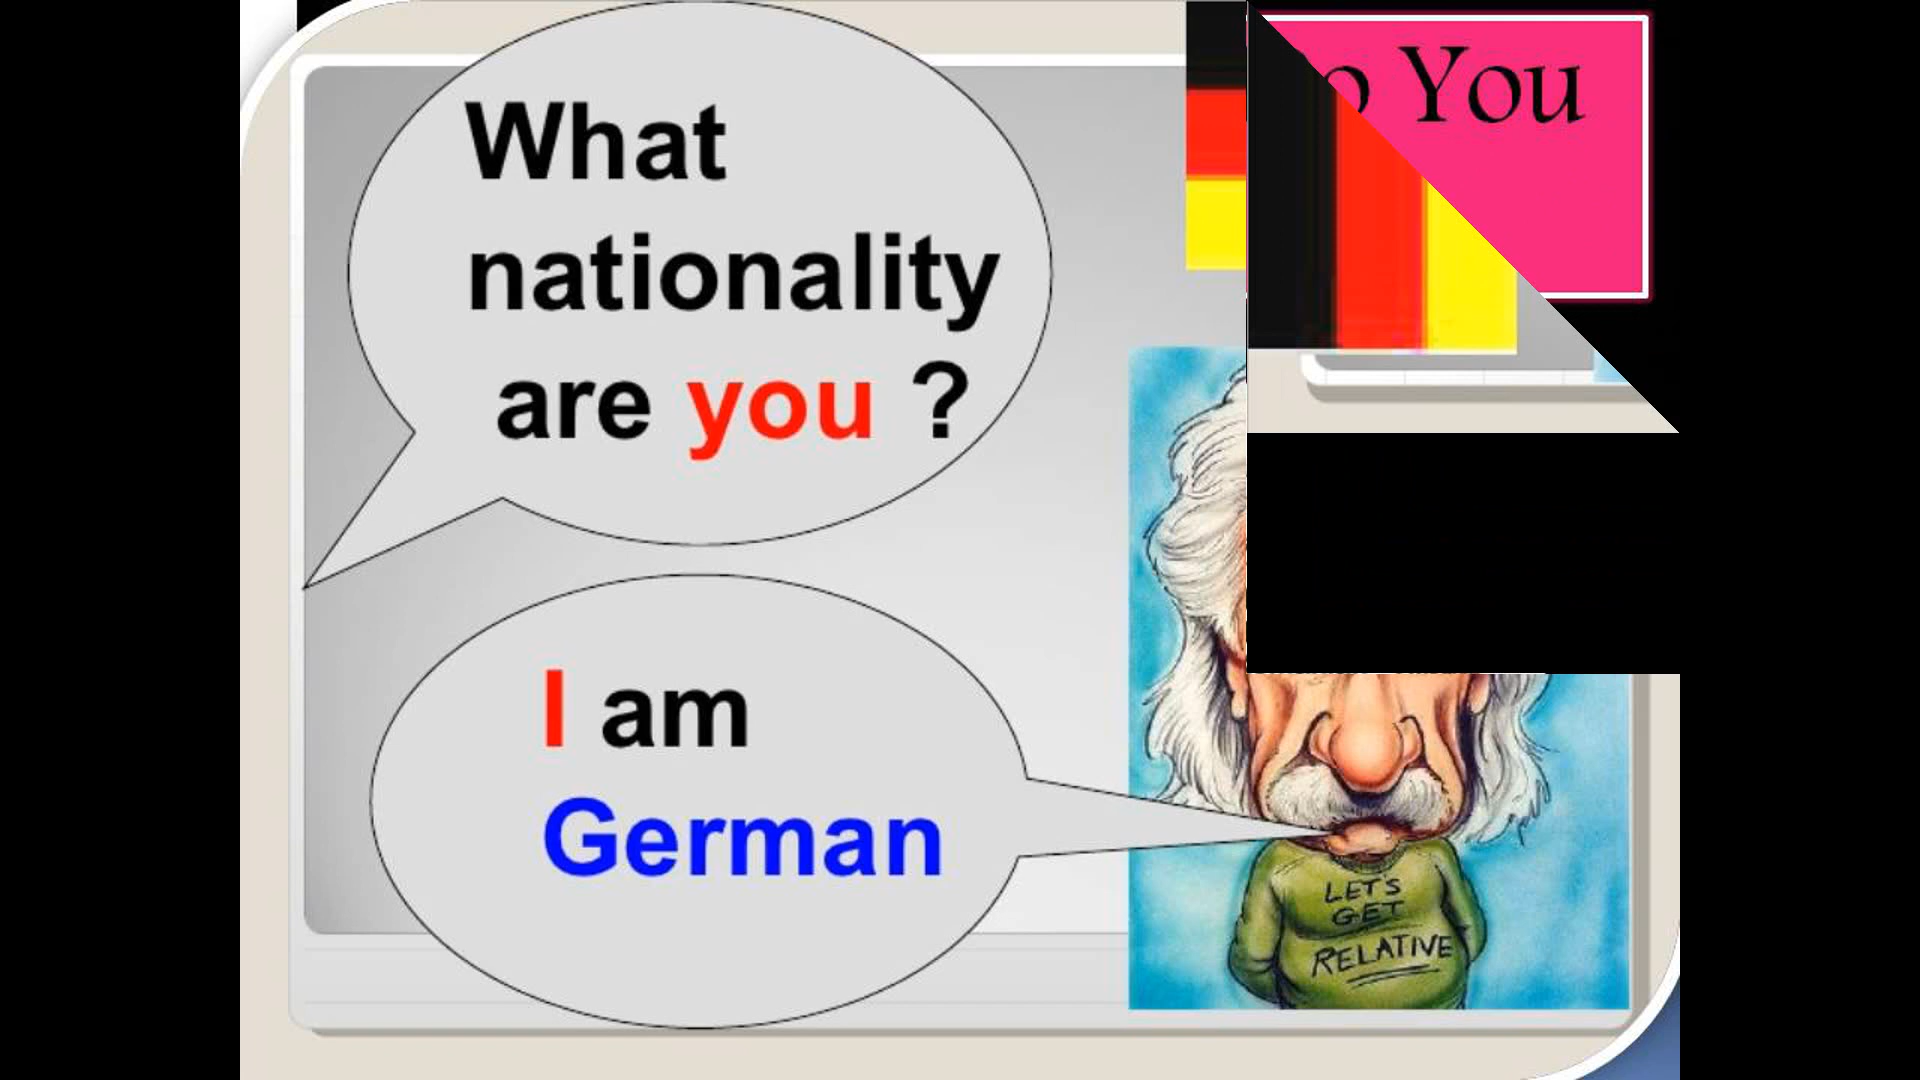 What
nationality
are you ?
You
I am
German
LET'S
GET
RELATIVE